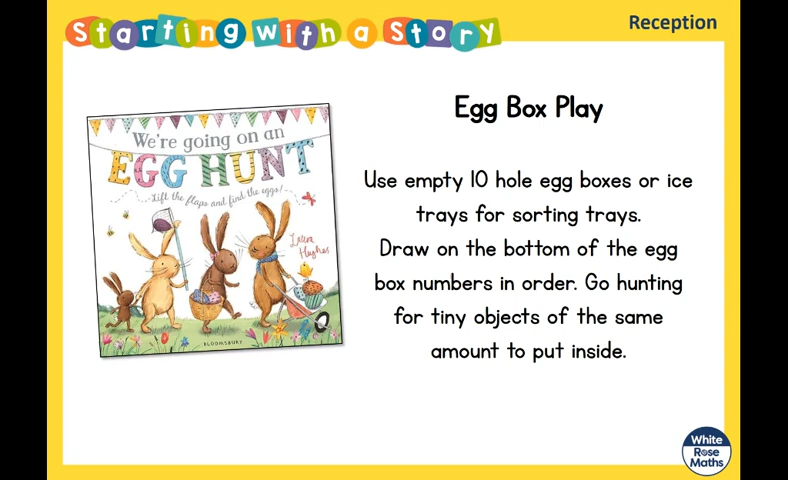 Starting with a Story
Reception
Egg Box Play
We're going on an
EGG HUNT
Lift the flaps and find the eggs!
Laura
Hughes
BLOOMSBURY
Use empty 10 hole egg boxes or ice
trays for sorting trays.
Draw on the bottom of the egg
box numbers in order. Go hunting
for tiny objects of the same
amount to put inside.
White
Rose
Maths